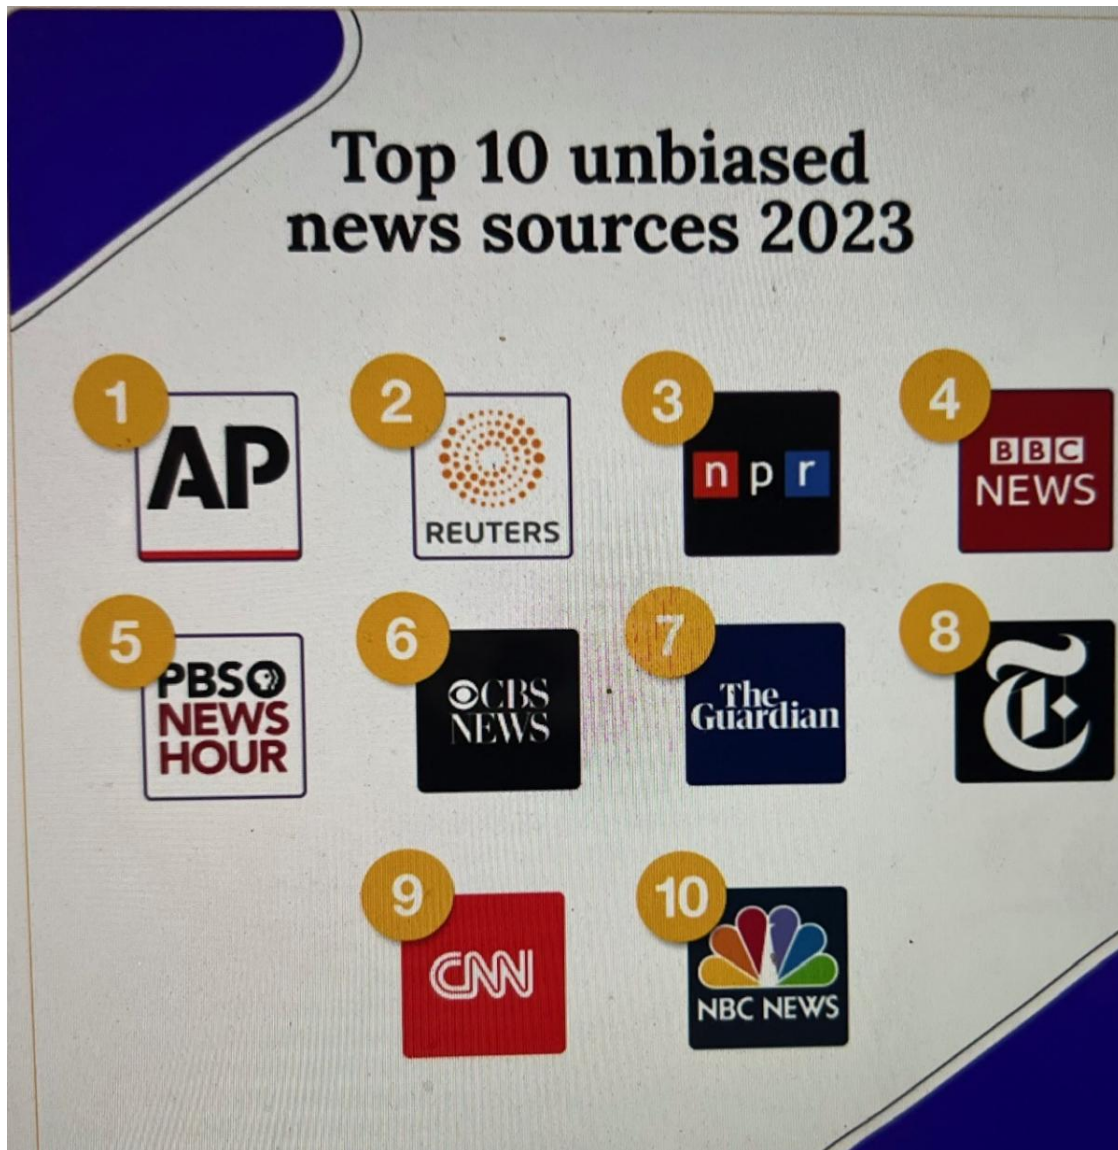 Top 10 unbiased
news sources 2023
1
AP
2
REUTERS
3
npr
4
BBC
NEWS
5
PBS
NEWS
HOUR
6
CBS
NEWS
7
The
Guardian
8
T
9
CNN
10
NBC NEWS